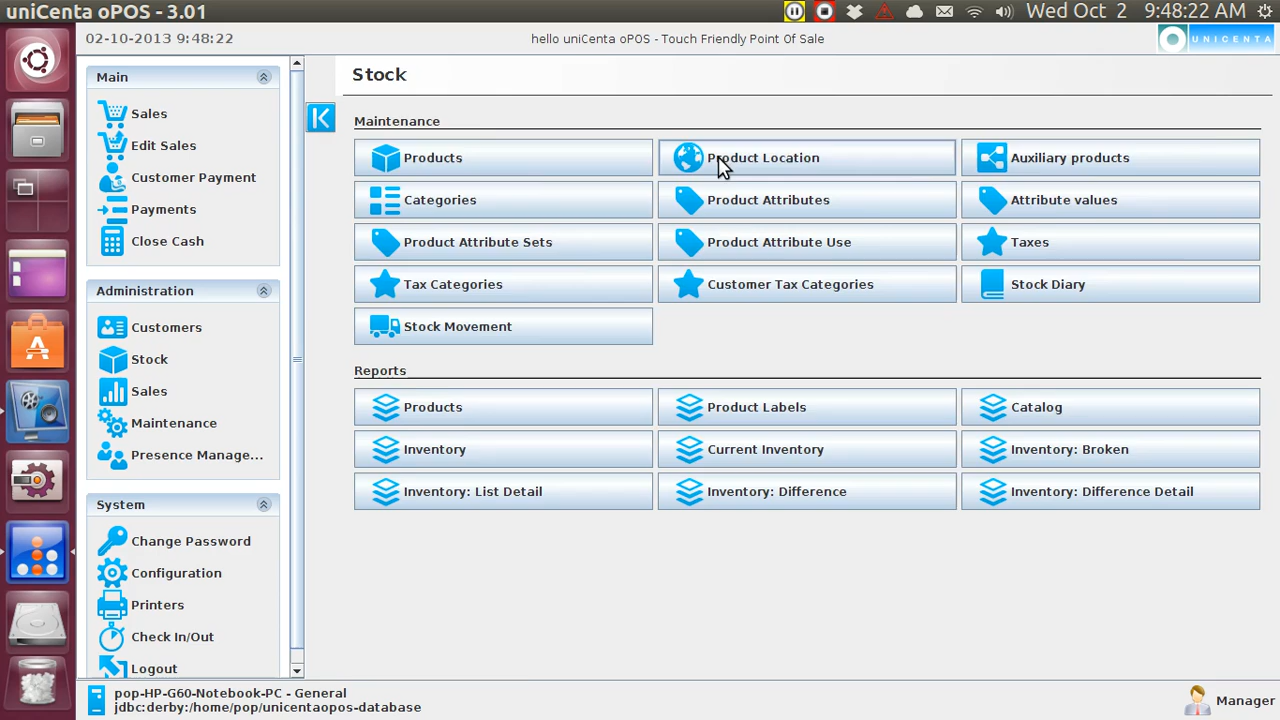 uniCenta oPOS - 3.01
Wed Oct 2 9:48:22 AM
02-10-2013 9:48:22
hello uniCenta oPOS - Touch Friendly Point Of Sale
UNICENTA
Main
Sales
Edit Sales
Customer Payment
Payments
Close Cash
Administration
Customers
Stock
Sales
Maintenance
Presence Manage...
System
Change Password
Configuration
Printers
Check In/Out
Logout
Stock
Maintenance
Products
Product Location
Auxiliary products
Categories
Product Attributes
Attribute values
Product Attribute Sets
Product Attribute Use
Taxes
Tax Categories
Customer Tax Categories
Stock Diary
Stock Movement
Reports
Products
Product Labels
Catalog
Inventory
Current Inventory
Inventory: Broken
Inventory: List Detail
Inventory: Difference
Inventory: Difference Detail
pop-HP-G60-Notebook-PC - General
jdbc:derby:/home/pop/unicentaopos-database
Manager